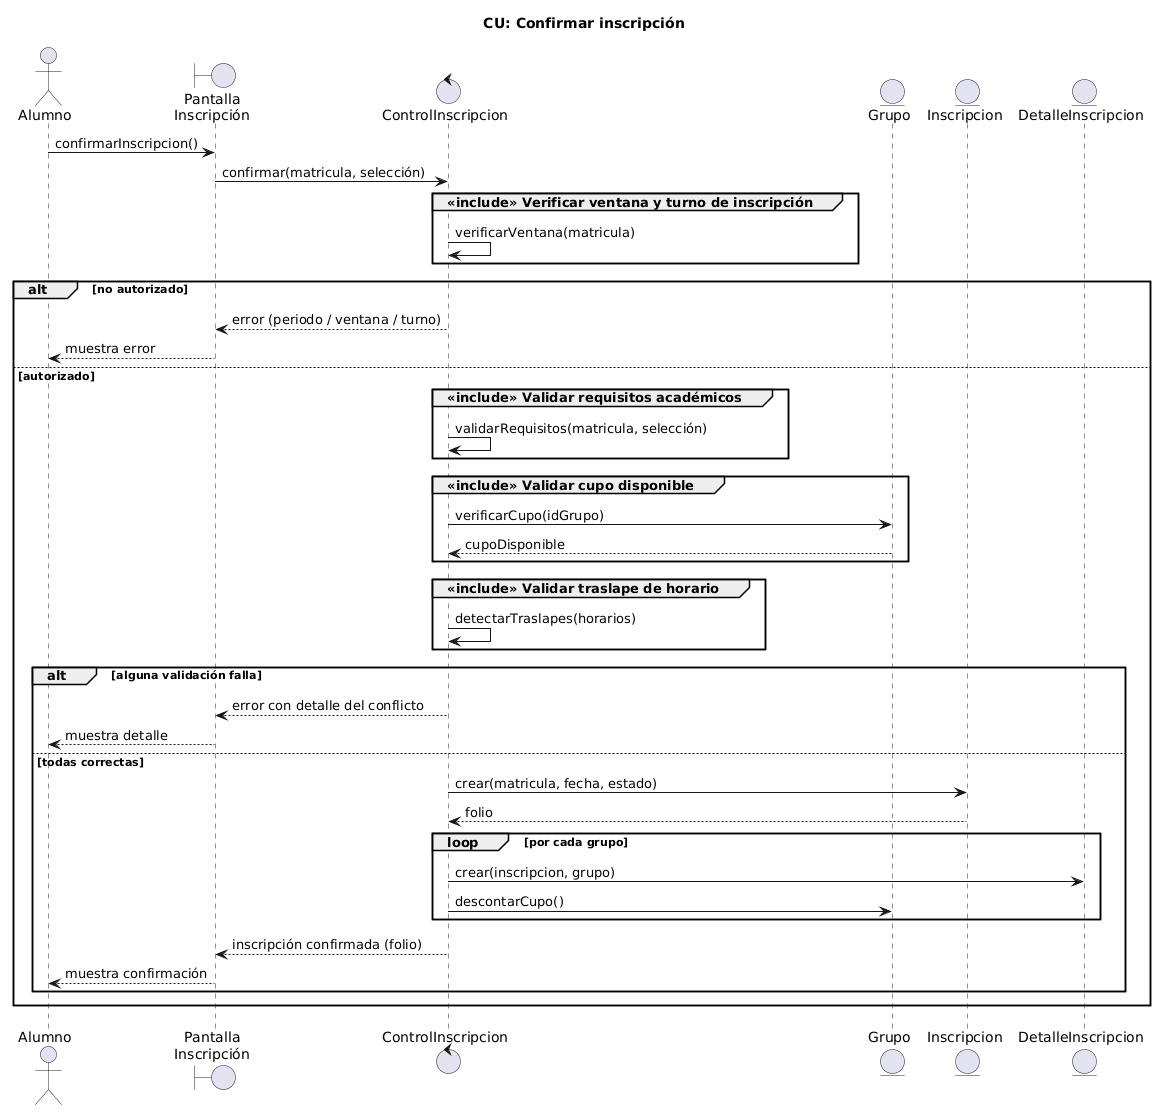 CU: Confirmar inscripción
Alumno
Pantalla
Inscripción
ControlInscripcion
Grupo
Inscripcion
DetalleInscripcion
confirmarInscripcion()
confirmar(matricula, selección)
«include» Verificar ventana y turno de inscripción
verificarVentana(matricula)
alt [no autorizado]
error (periodo / ventana / turno)
muestra error
[autorizado]
«include» Validar requisitos académicos
validarRequisitos(matricula, selección)
«include» Validar cupo disponible
verificarCupo(idGrupo)
cupoDisponible
«include» Validar traslape de horario
detectarTraslapes(horarios)
alt [alguna validación falla]
error con detalle del conflicto
muestra detalle
[todas correctas]
crear(matricula, fecha, estado)
folio
loop [por cada grupo]
crear(inscripcion, grupo)
descontarCupo()
inscripción confirmada (folio)
muestra confirmación
Alumno
Pantalla
Inscripción
ControlInscripcion
Grupo
Inscripcion
DetalleInscripcion